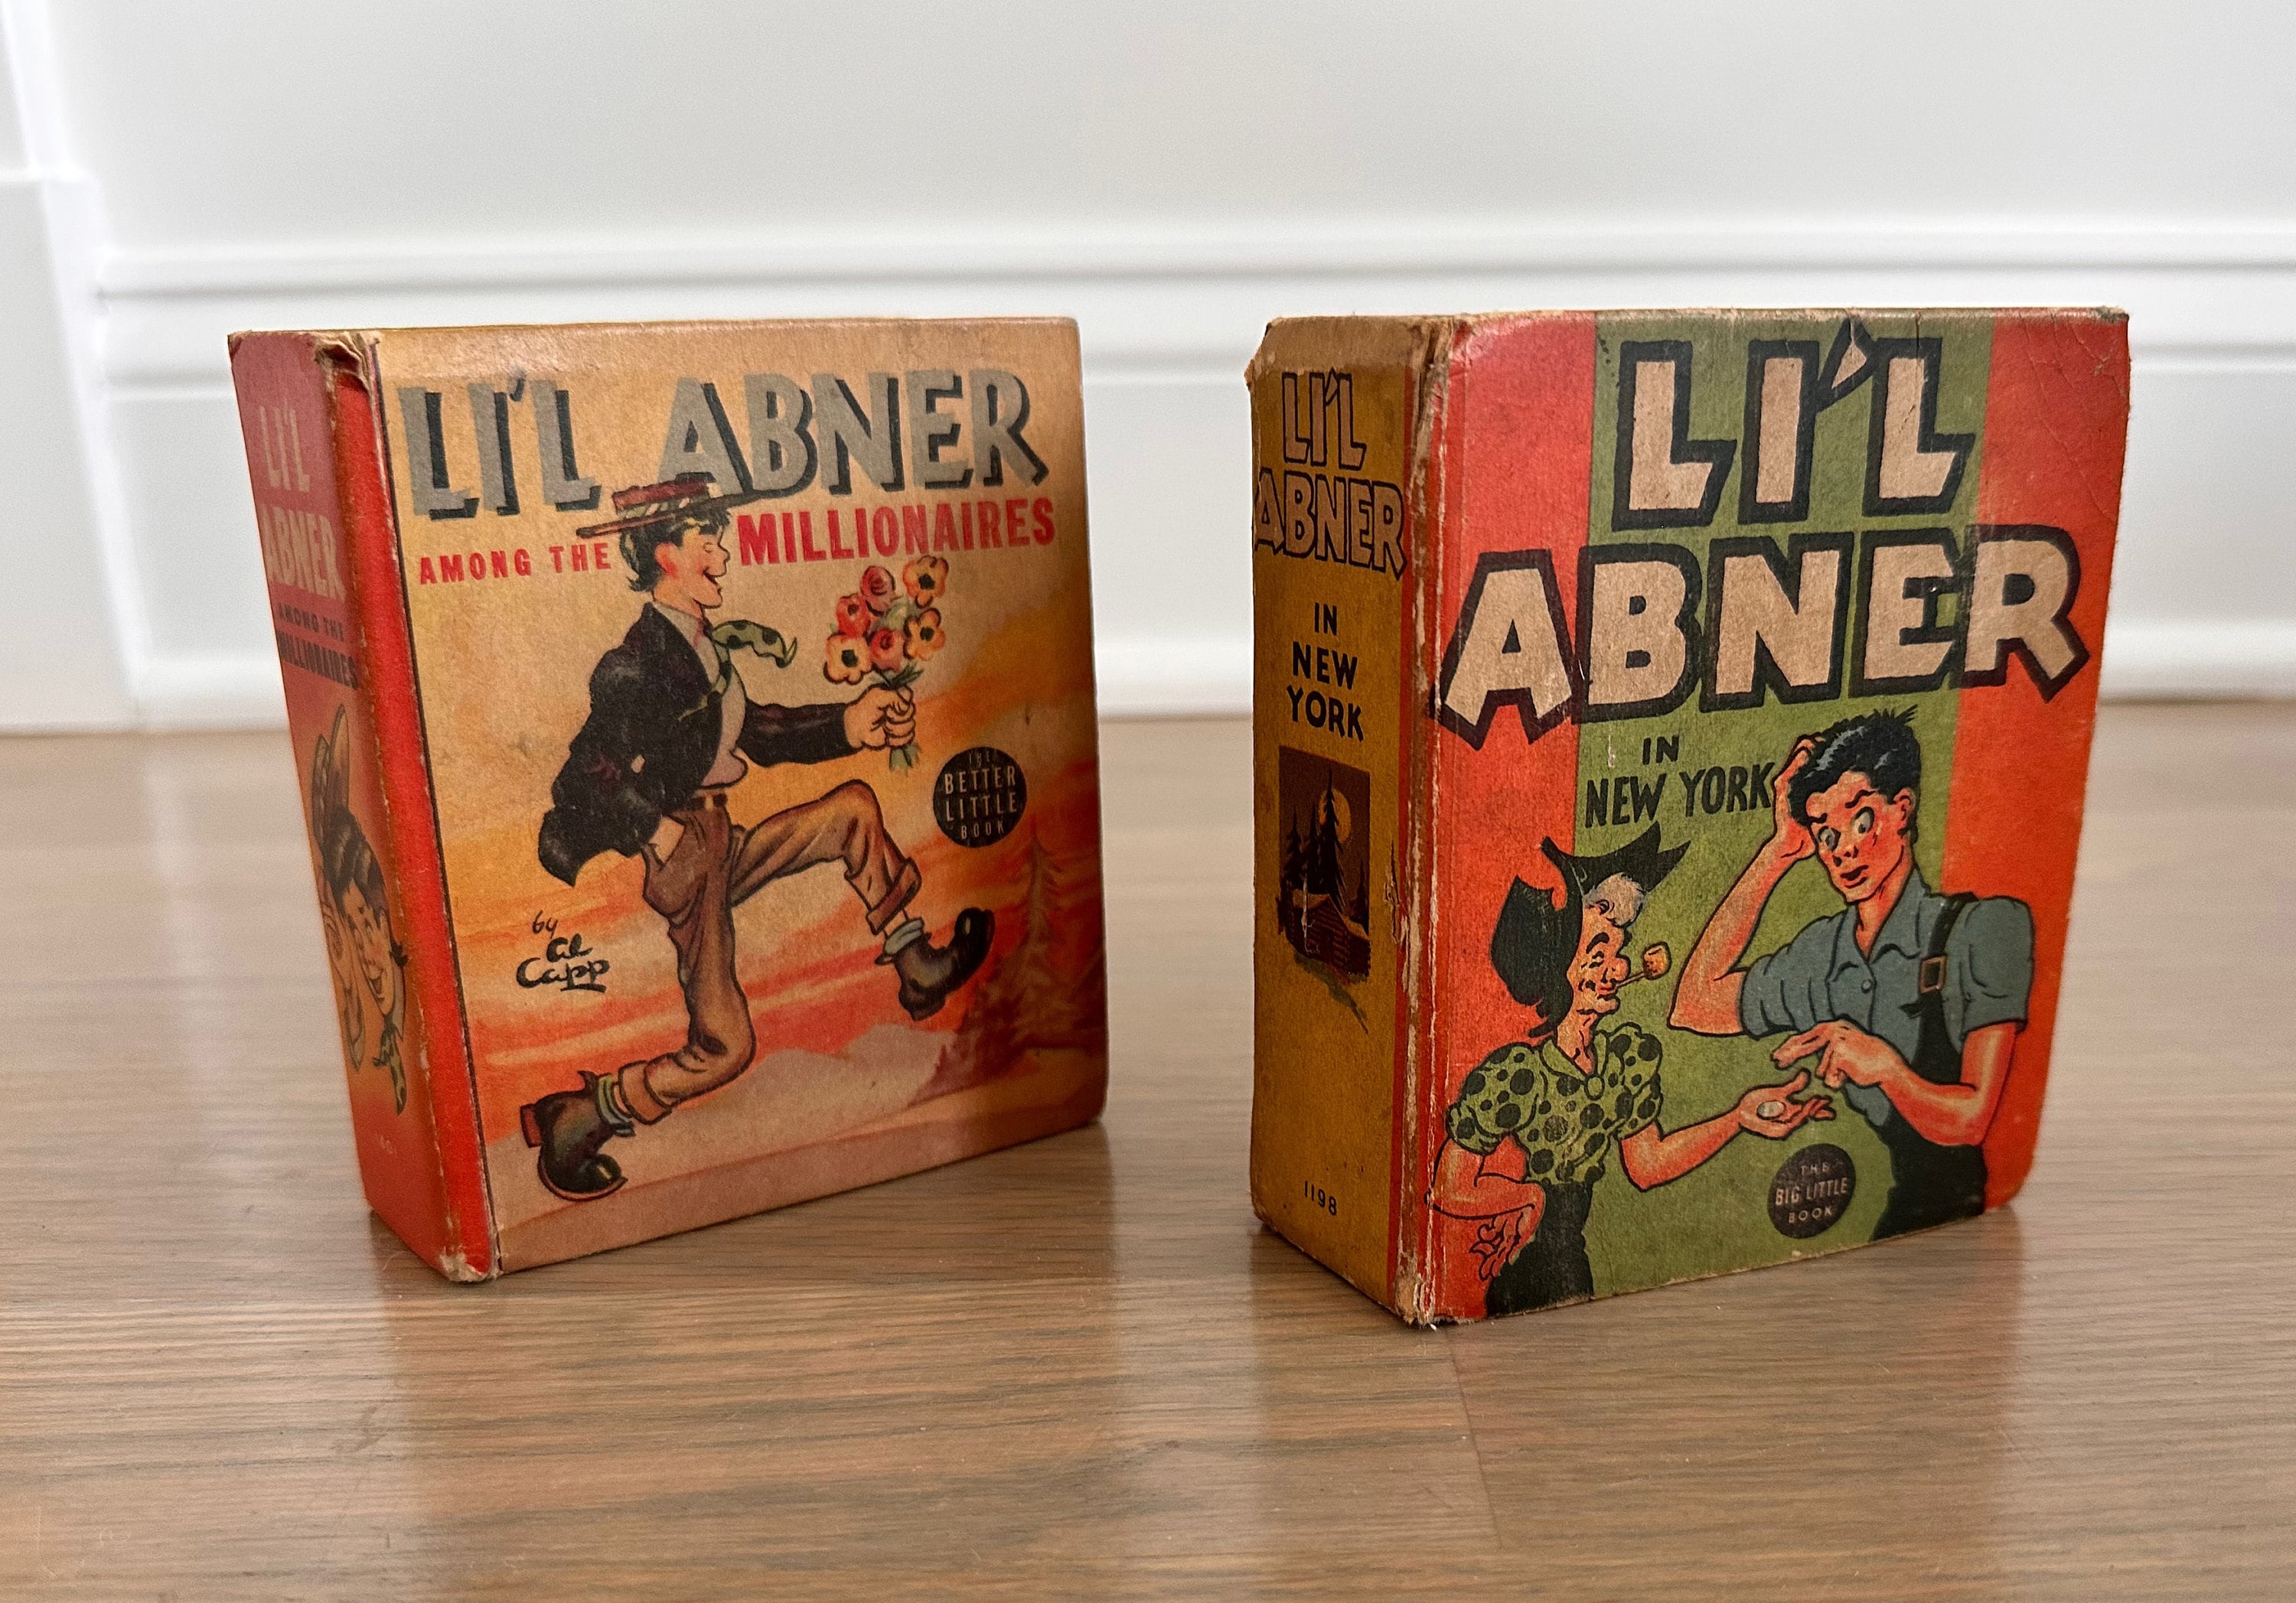 LI'L
ABNER
AMONG THE
MILLIONAIRES
LI'L ABNER
AMONG THE MILLIONAIRES
THE
BETTER
LITTLE
BOOK
by
Al
Capp
LI'L
ABNER
IN
NEW
YORK
1198
LI'L
ABNER
IN
NEW YORK
THE
BIG LITTLE
BOOK